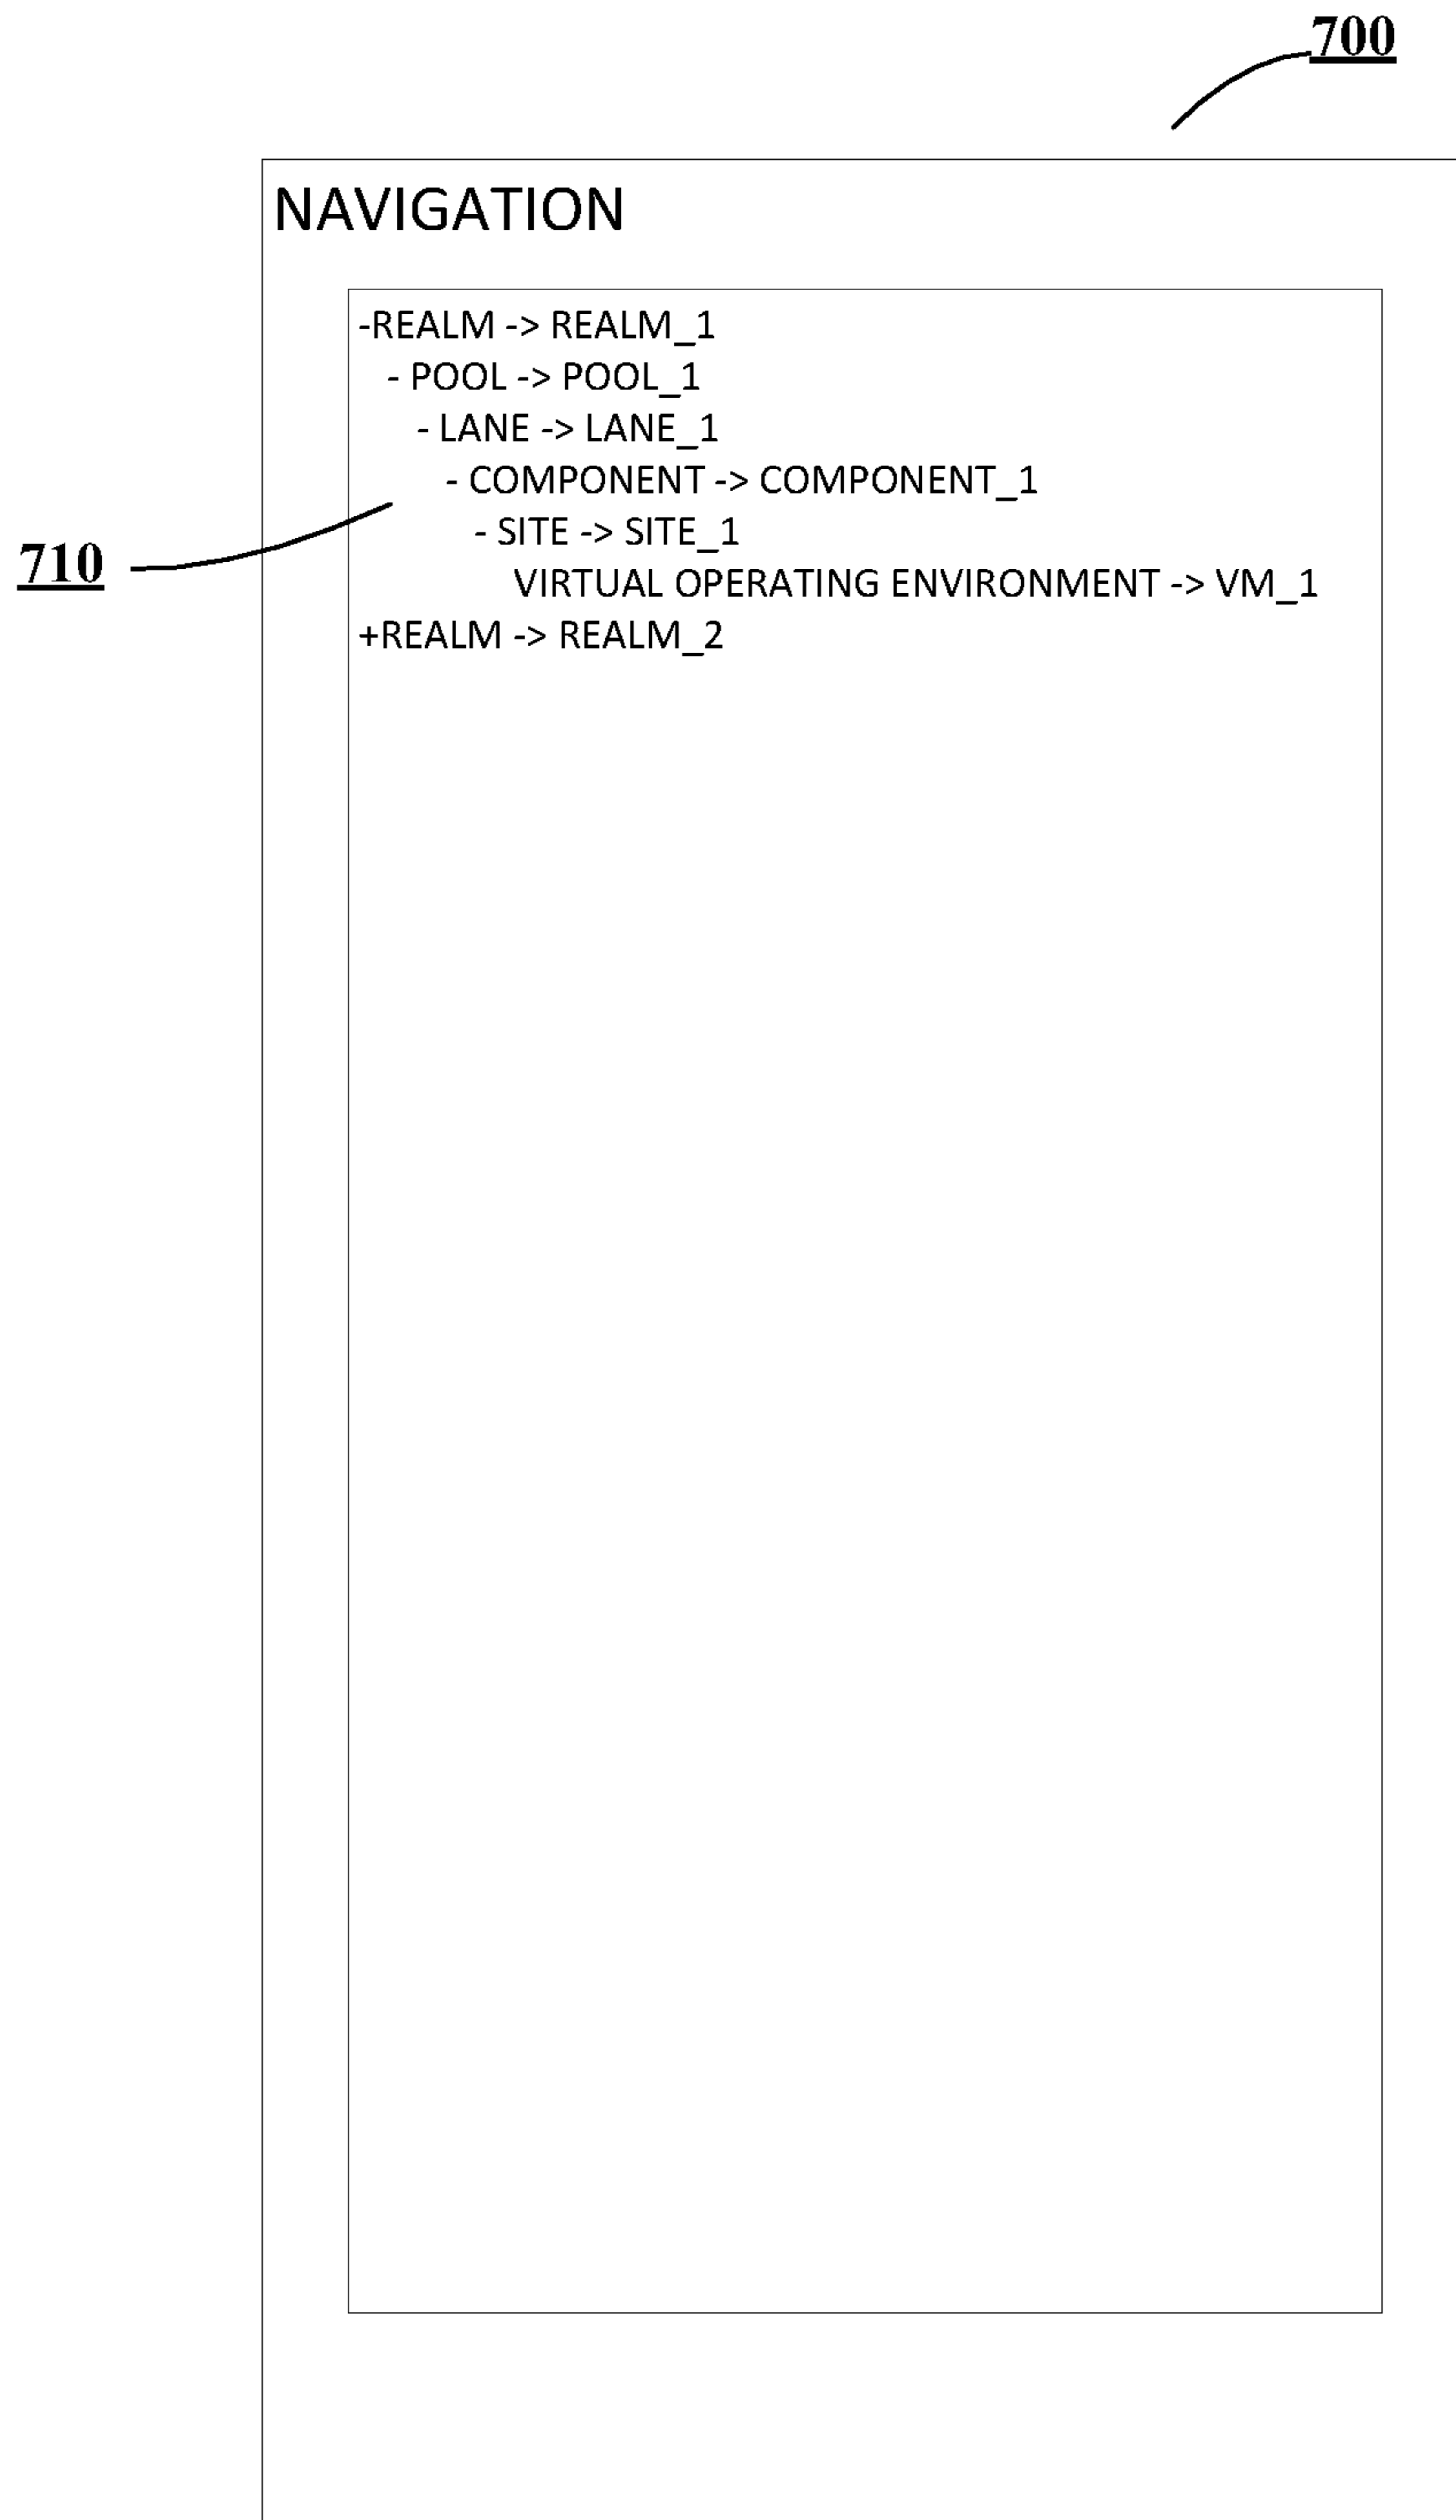 700
NAVIGATION
-REALM -> REALM_1
- POOL -> POOL_1
- LANE -> LANE_1
- COMPONENT -> COMPONENT_1
- SITE -> SITE_1
710
VIRTUAL OPERATING ENVIRONMENT -> VM_1
+REALM -> REALM_2